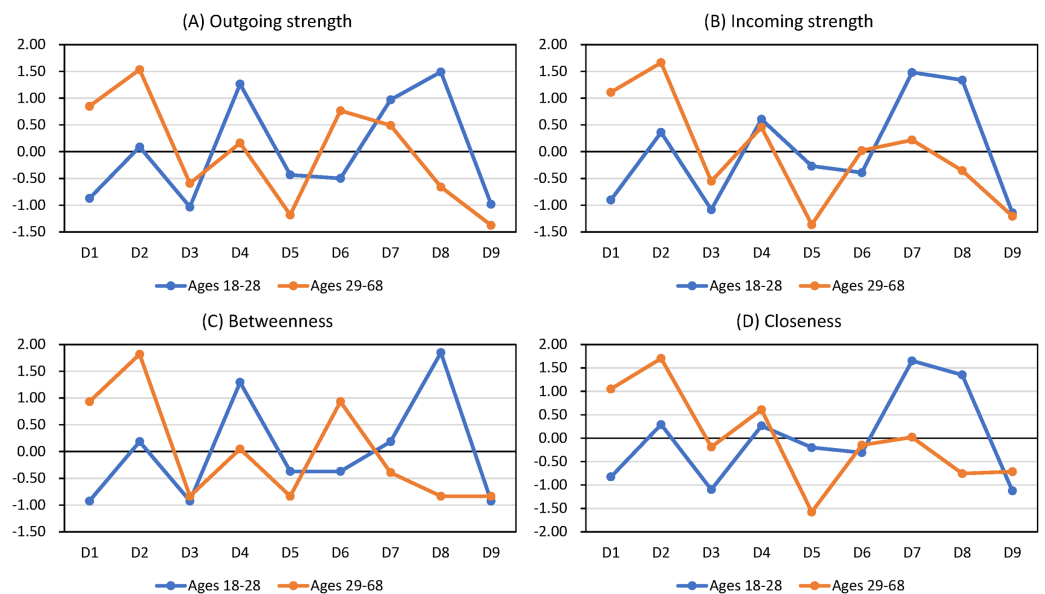 (A) Outgoing strength
2.00
1.50
1.00
0.50
0.00
-0.50
-1.00
-1.50
D1 D2 D3 D4 D5 D6 D7 D8 D9
Ages 18-28 Ages 29-68
(B) Incoming strength
2.00
1.50
1.00
0.50
0.00
-0.50
-1.00
-1.50
D1 D2 D3 D4 D5 D6 D7 D8 D9
Ages 18-28 Ages 29-68
(C) Betweenness
2.00
1.50
1.00
0.50
0.00
-0.50
-1.00
-1.50
D1 D2 D3 D4 D5 D6 D7 D8 D9
Ages 18-28 Ages 29-68
(D) Closeness
2.00
1.50
1.00
0.50
0.00
-0.50
-1.00
-1.50
-2.00
D1 D2 D3 D4 D5 D6 D7 D8 D9
Ages 18-28 Ages 29-68